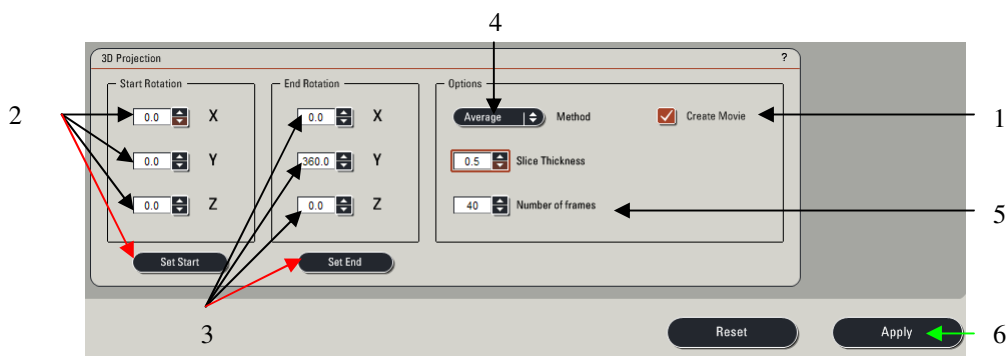 4
3D Projection ?
Start Rotation End Rotation Options
2 0.0 X 0.0 X Average Method Create Movie 1
0.0 Y 360.0 Y 0.5 Slice Thickness
0.0 Z 0.0 Z 40 Number of frames 5
Set Start Set End
3 Reset Apply 6